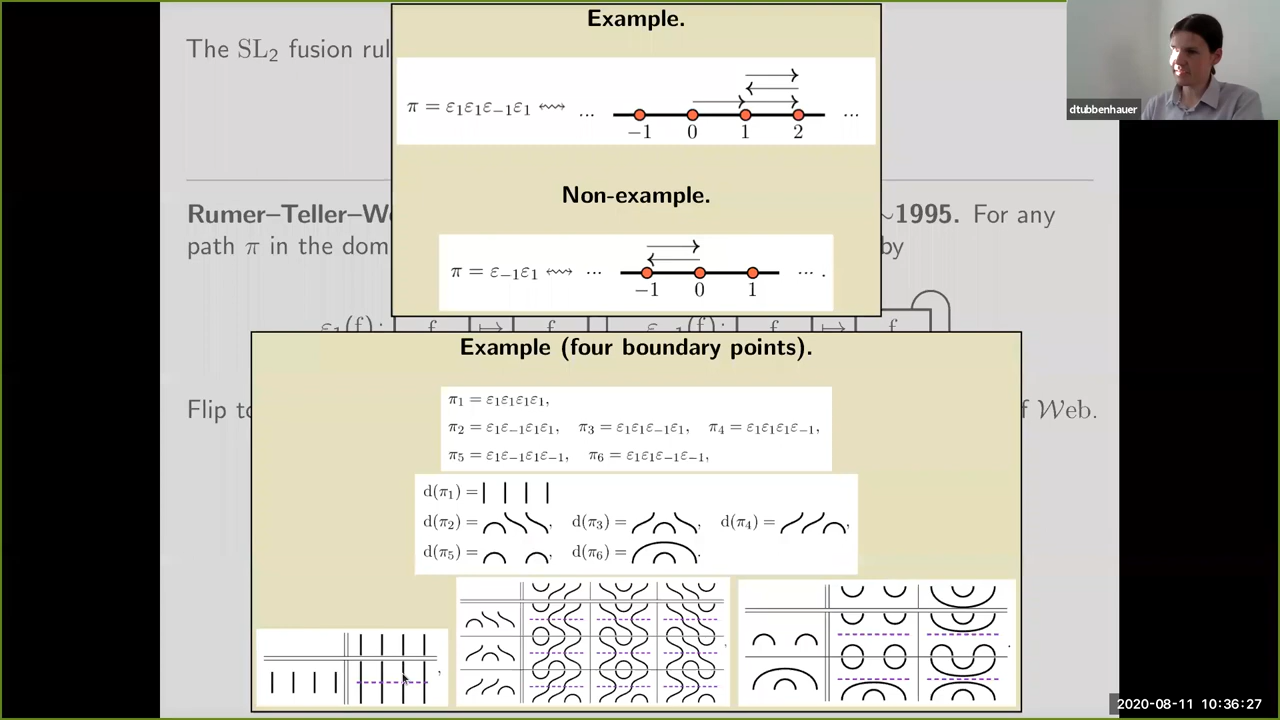 Example.
The SL₂ fusion rul
π = ε₁ε₁ε₋₁ε₁ ↭ ... −1 0 1 2 ...
dtubbenhauer
Non-example.
Rumer–Teller–We ~1995. For any
path π in the dom by
π = ε₋₁ε₁ ↭ ... −1 0 1 ... .
ε₁(f): f ↦ f ε₋₁(f): f ↦ f
Example (four boundary points).
π₁ = ε₁ε₁ε₁ε₁,
Flip to f Web.
π₂ = ε₁ε₋₁ε₁ε₁, π₃ = ε₁ε₁ε₋₁ε₁, π₄ = ε₁ε₁ε₁ε₋₁,
π₅ = ε₁ε₋₁ε₁ε₋₁, π₆ = ε₁ε₁ε₋₁ε₋₁,
d(π₁) =
d(π₂) = , d(π₃) = , d(π₄) = ,
d(π₅) = , d(π₆) = .
2020-08-11 10:36:27